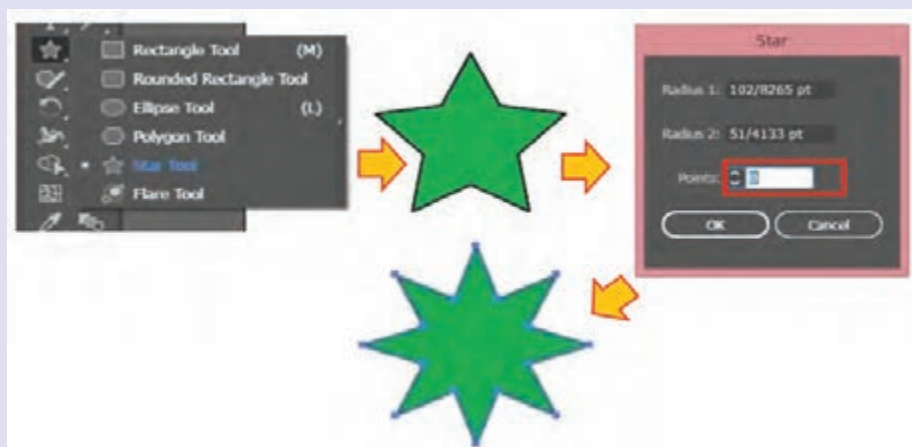 Rectangle Tool (M)
Rounded Rectangle Tool
Ellipse Tool (L)
Polygon Tool
Star Tool
Flare Tool
Star
Radius 1: 102/8265 pt
Radius 2: 51/4133 pt
Points:
OK Cancel